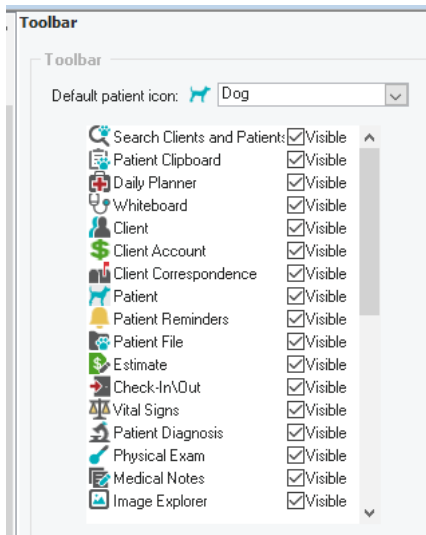 Toolbar
Toolbar
Default patient icon: Dog
Search Clients and Patients Visible
Patient Clipboard Visible
Daily Planner Visible
Whiteboard Visible
Client Visible
Client Account Visible
Client Correspondence Visible
Patient Visible
Patient Reminders Visible
Patient File Visible
Estimate Visible
Check-In\Out Visible
Vital Signs Visible
Patient Diagnosis Visible
Physical Exam Visible
Medical Notes Visible
Image Explorer Visible